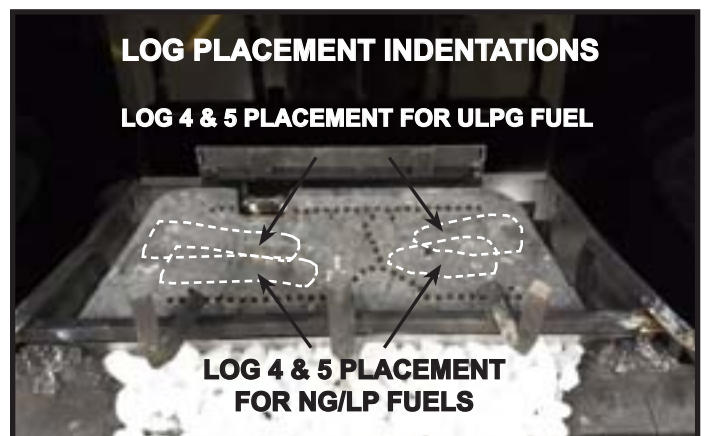 LOG PLACEMENT INDENTATIONS
LOG 4 & 5 PLACEMENT FOR ULPG FUEL
LOG 4 & 5 PLACEMENT
FOR NG/LP FUELS